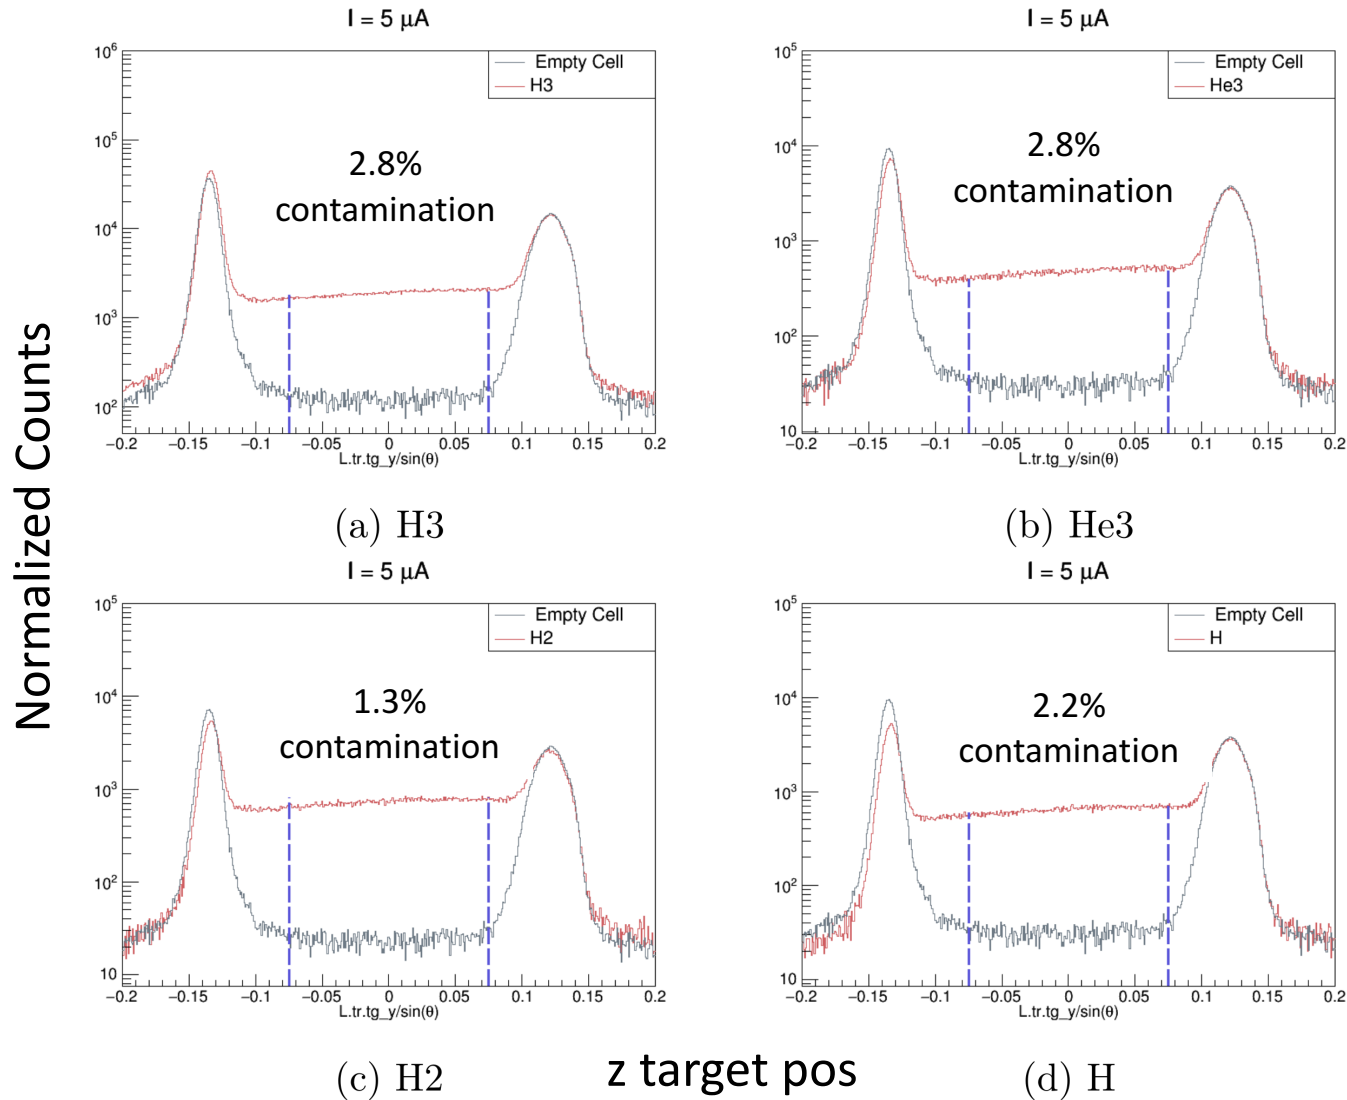 I = 5 μA
Empty Cell
H3
2.8%
contamination
10⁶
10⁵
10⁴
10³
10²
−0.2 −0.15 −0.1 −0.05 0 0.05 0.1 0.15 0.2
L.tr.tg_y/sin(θ)
(a) H3
I = 5 μA
Empty Cell
He3
2.8%
contamination
10⁵
10⁴
10³
10²
10
−0.2 −0.15 −0.1 −0.05 0 0.05 0.1 0.15 0.2
L.tr.tg_y/sin(θ)
(b) He3
Normalized Counts
I = 5 μA
Empty Cell
H2
1.3%
contamination
10⁵
10⁴
10³
10²
10
−0.2 −0.15 −0.1 −0.05 0 0.05 0.1 0.15 0.2
L.tr.tg_y/sin(θ)
(c) H2
I = 5 μA
Empty Cell
H
2.2%
contamination
10⁵
10⁴
10³
10²
10
−0.2 −0.15 −0.1 −0.05 0 0.05 0.1 0.15 0.2
L.tr.tg_y/sin(θ)
(d) H
z target pos